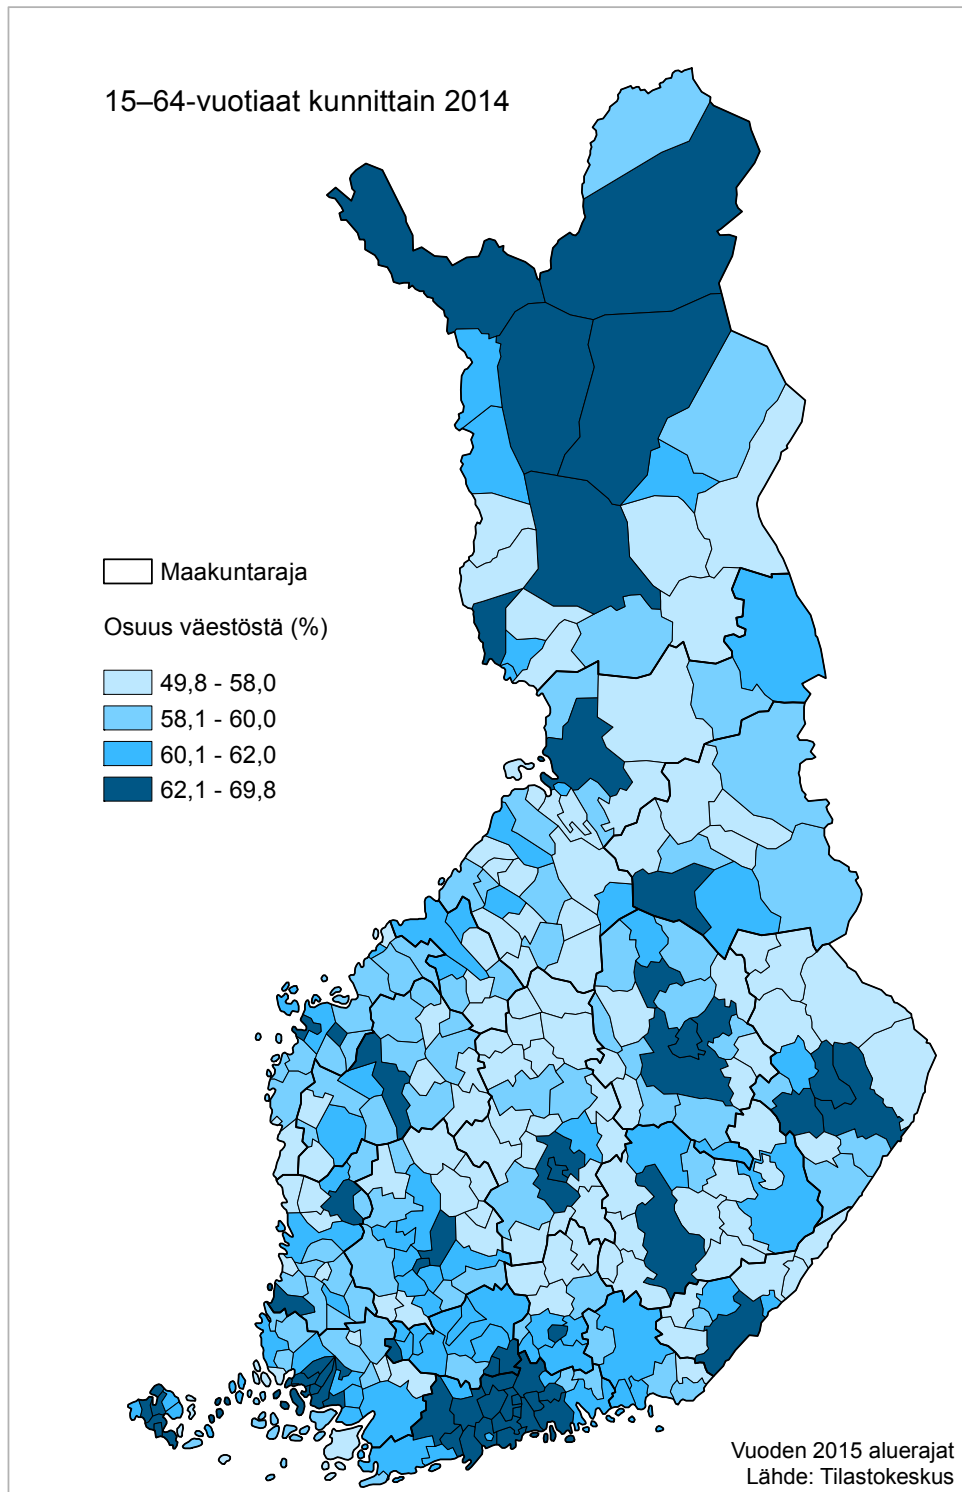 15–64-vuotiaat kunnittain 2014
Maakuntaraja
Osuus väestöstä (%)
49,8 - 58,0
58,1 - 60,0
60,1 - 62,0
62,1 - 69,8
Vuoden 2015 aluerajat
Lähde: Tilastokeskus